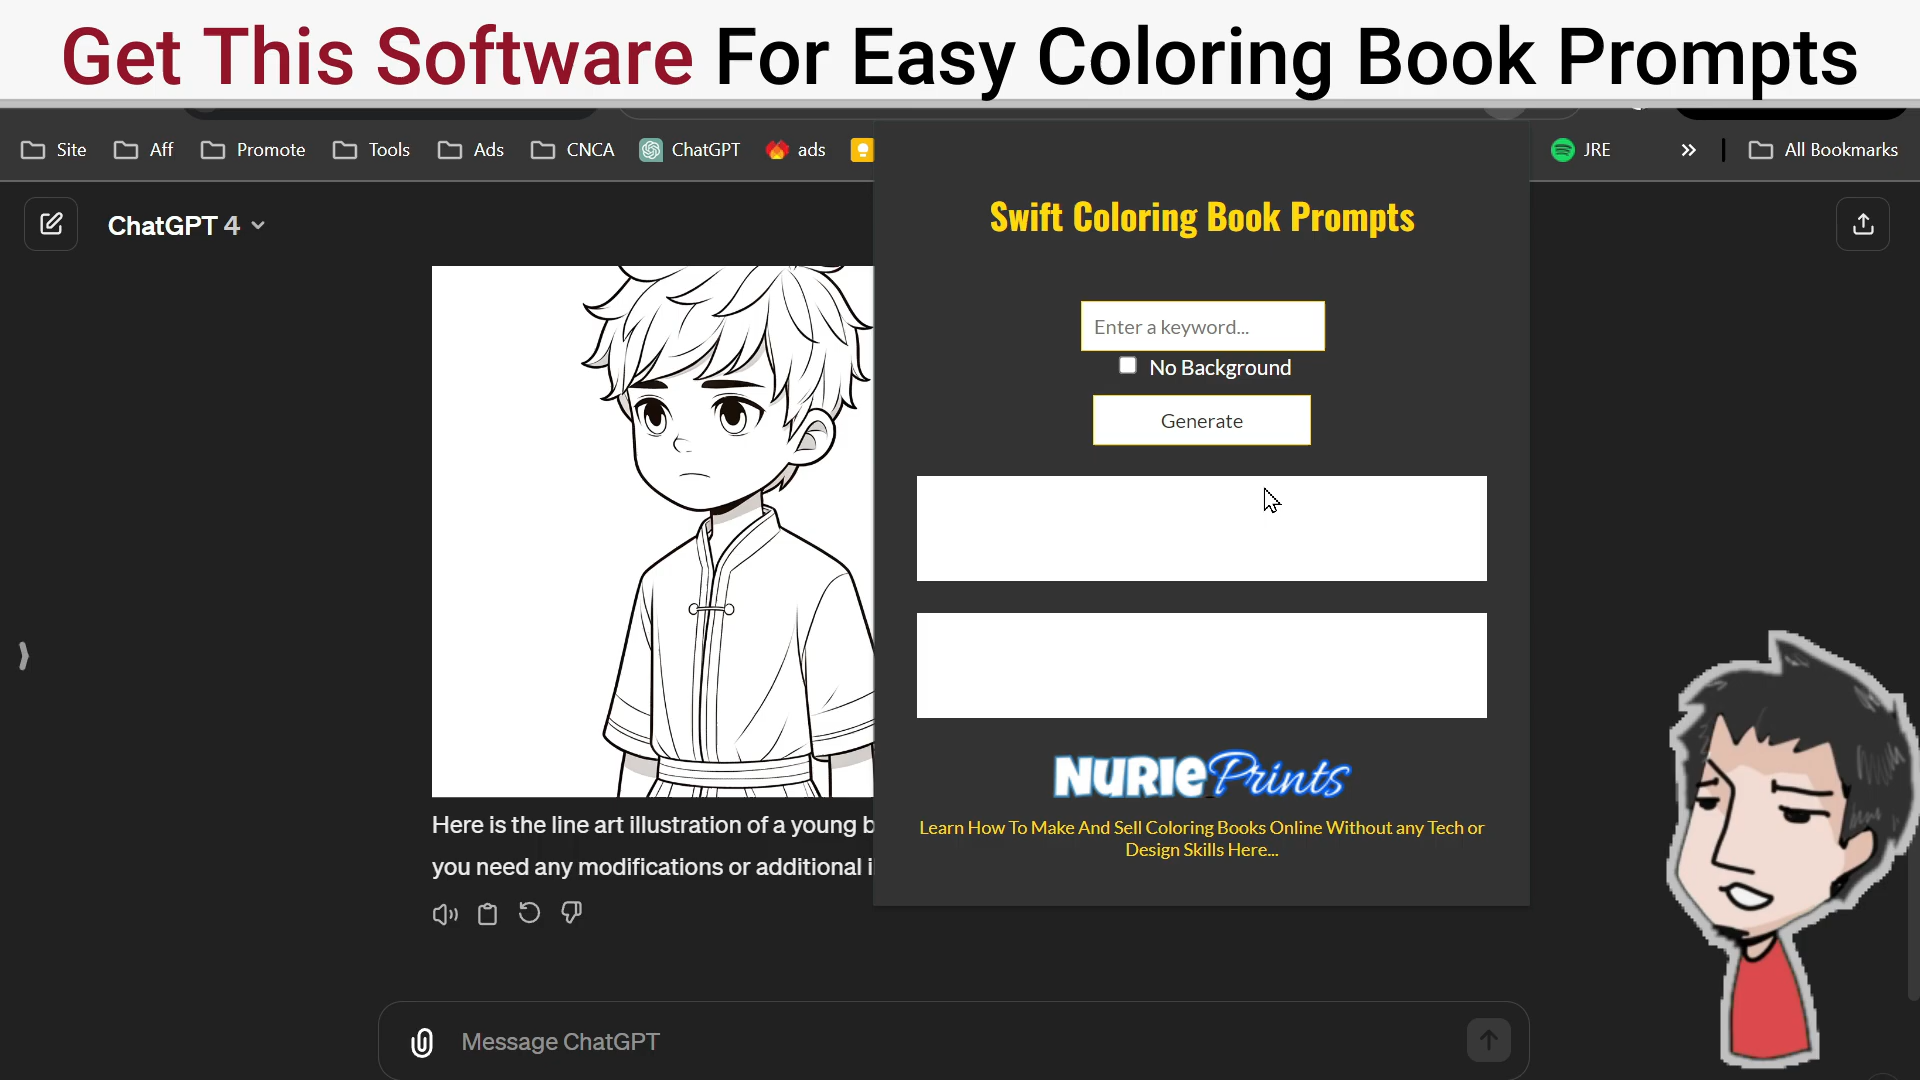 Get This Software For Easy Coloring Book Prompts
Site Aff Promote Tools Ads CNCA ChatGPT ads JRE All Bookmarks
ChatGPT 4
Swift Coloring Book Prompts
Enter a keyword...
No Background
Generate
NURIE Prints
Learn How To Make And Sell Coloring Books Online Without any Tech or
Design Skills Here...
Here is the line art illustration of a young
you need any modifications or additional
Message ChatGPT